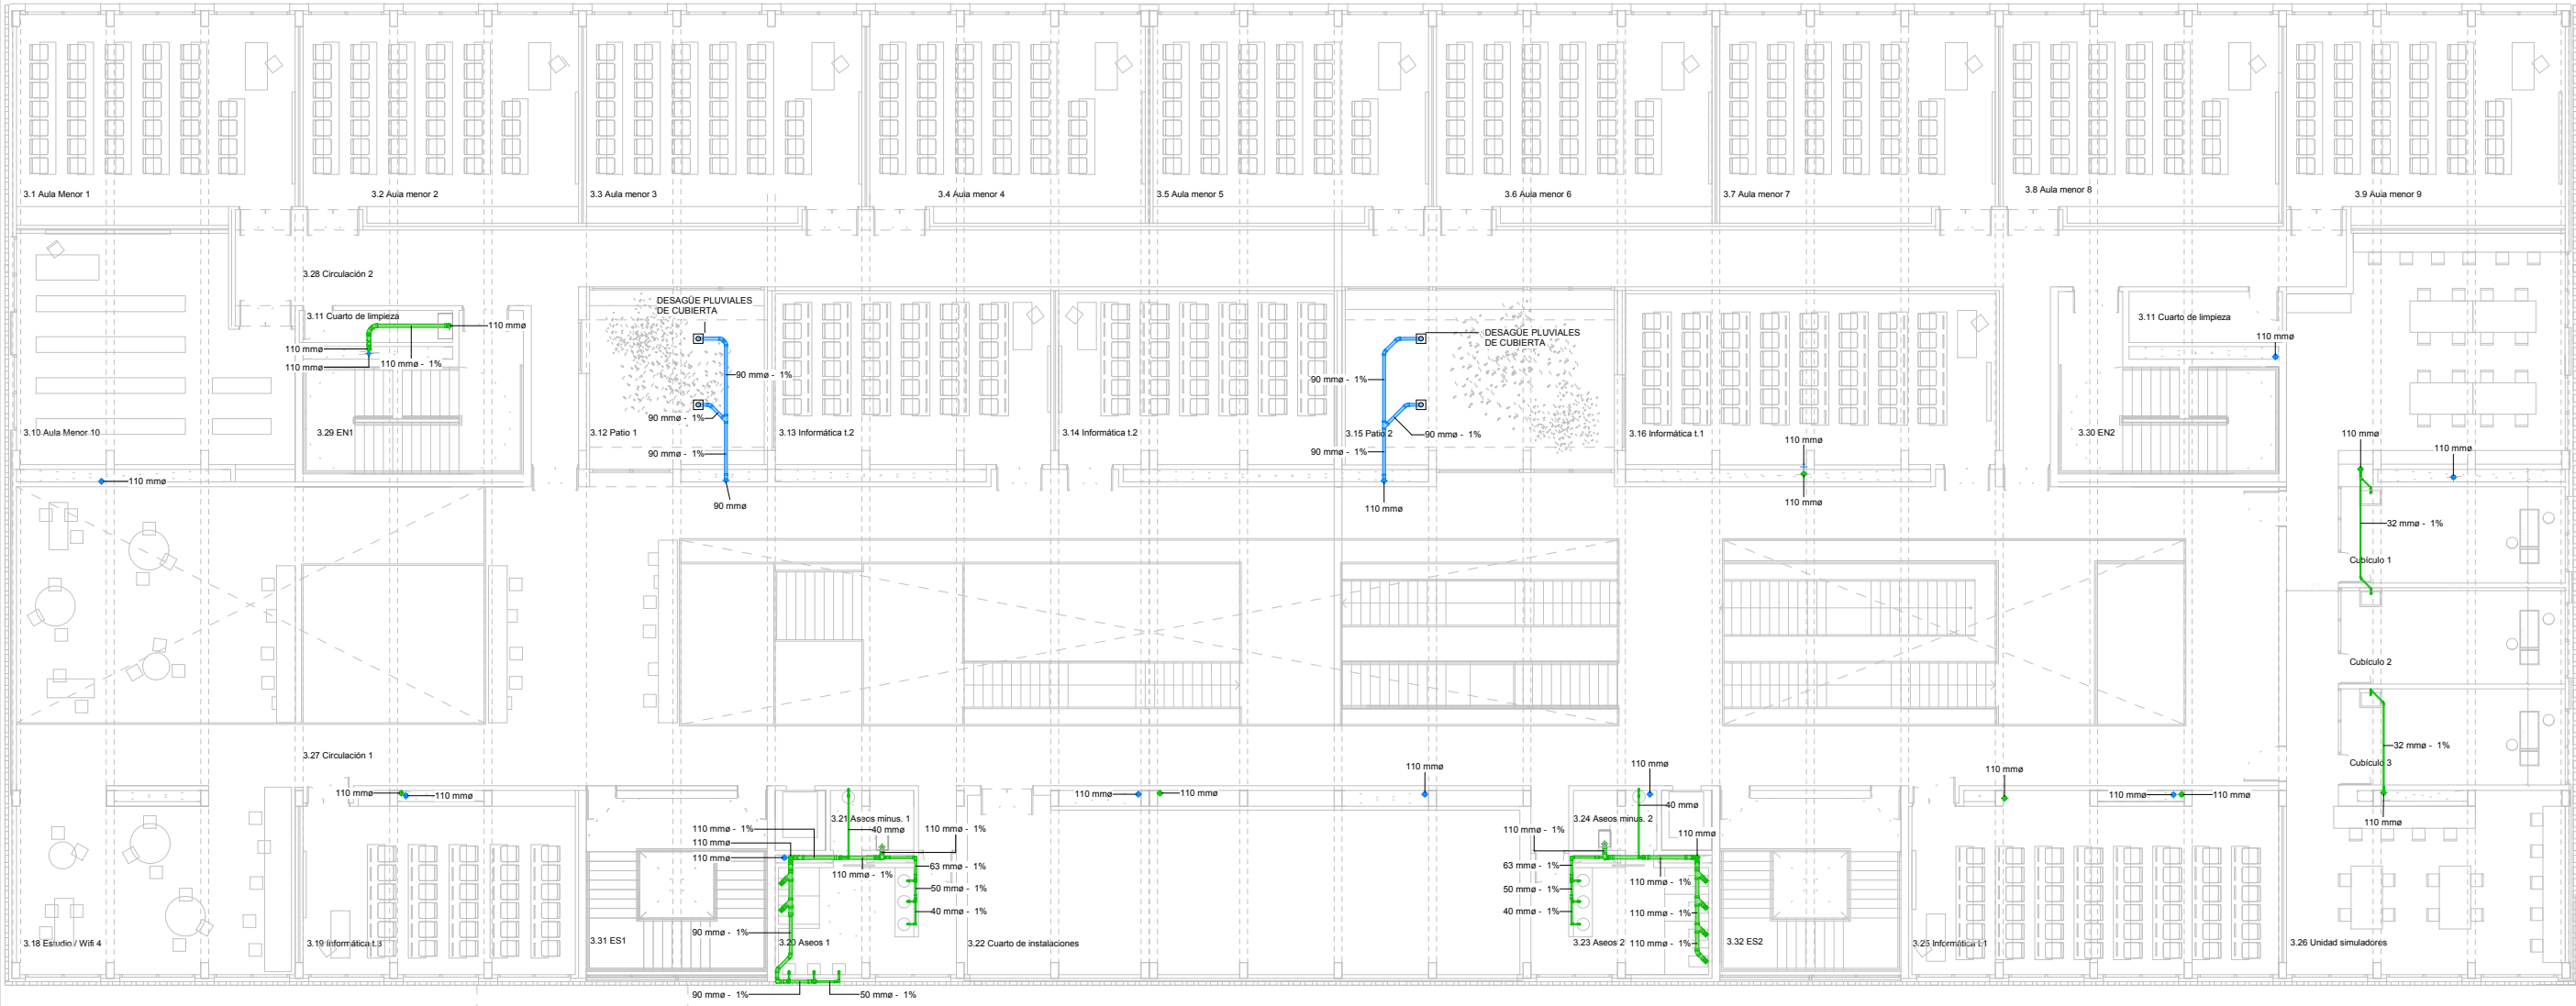 3.1 Aula Menor 1
3.2 Aula menor 2
3.3 Aula menor 3
3.4 Aula menor 4
3.5 Aula menor 5
3.6 Aula menor 6
3.7 Aula menor 7
3.8 Aula menor 8
3.9 Aula menor 9
3.28 Circulación 2
3.11 Cuarto de limpieza
110 mmø
110 mmø
110 mmø
110 mmø - 1%
DESAGÜE PLUVIALES
DE CUBIERTA
90 mmø - 1%
90 mmø - 1%
90 mmø - 1%
90 mmø
DESAGÜE PLUVIALES
DE CUBIERTA
90 mmø - 1%
90 mmø - 1%
90 mmø - 1%
110 mmø
3.11 Cuarto de limpieza
110 mmø
3.10 Aula Menor 10
3.29 EN1
3.12 Patio 1
3.13 Informática t.2
3.14 Informática t.2
3.15 Patio 2
3.16 Informática t.1
3.30 EN2
110 mmø
110 mmø
110 mmø
110 mmø
110 mmø
32 mmø - 1%
Cubículo 1
Cubículo 2
32 mmø - 1%
Cubículo 3
110 mmø
3.27 Circulación 1
110 mmø
110 mmø
110 mmø
110 mmø
110 mmø
110 mmø
110 mmø
110 mmø
110 mmø
3.21 Aseos minus. 1
40 mmø
110 mmø - 1%
110 mmø - 1%
110 mmø
110 mmø
110 mmø - 1%
63 mmø - 1%
50 mmø - 1%
40 mmø - 1%
90 mmø - 1%
90 mmø - 1%
50 mmø - 1%
40 mmø
3.24 Aseos minus. 2
110 mmø - 1%
110 mmø
63 mmø - 1%
50 mmø - 1%
40 mmø - 1%
110 mmø - 1%
110 mmø - 1%
110 mmø - 1%
3.18 Estudio / Wifi 4
3.19 Informática t.3
3.31 ES1
3.20 Aseos 1
3.22 Cuarto de instalaciones
3.23 Aseos 2
3.32 ES2
3.25 Informática t.1
3.26 Unidad simuladores